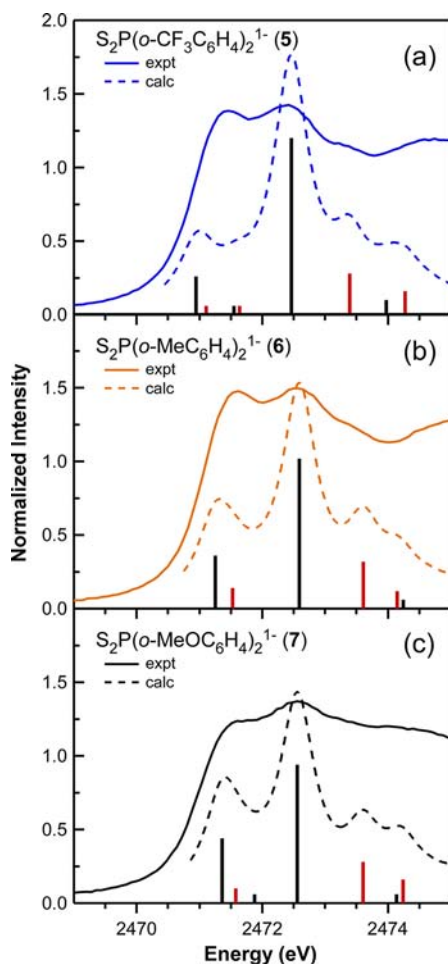 S₂P(o-CF₃C₆H₄)₂¹⁻ (5)
(a)
expt
calc
2.0
1.5
1.0
0.5
0.0
S₂P(o-MeC₆H₄)₂¹⁻ (6)
(b)
expt
calc
1.5
1.0
0.5
0.0
S₂P(o-MeOC₆H₄)₂¹⁻ (7)
(c)
expt
calc
1.5
1.0
0.5
0.0
Normalized Intensity
2470
2472
2474
Energy (eV)